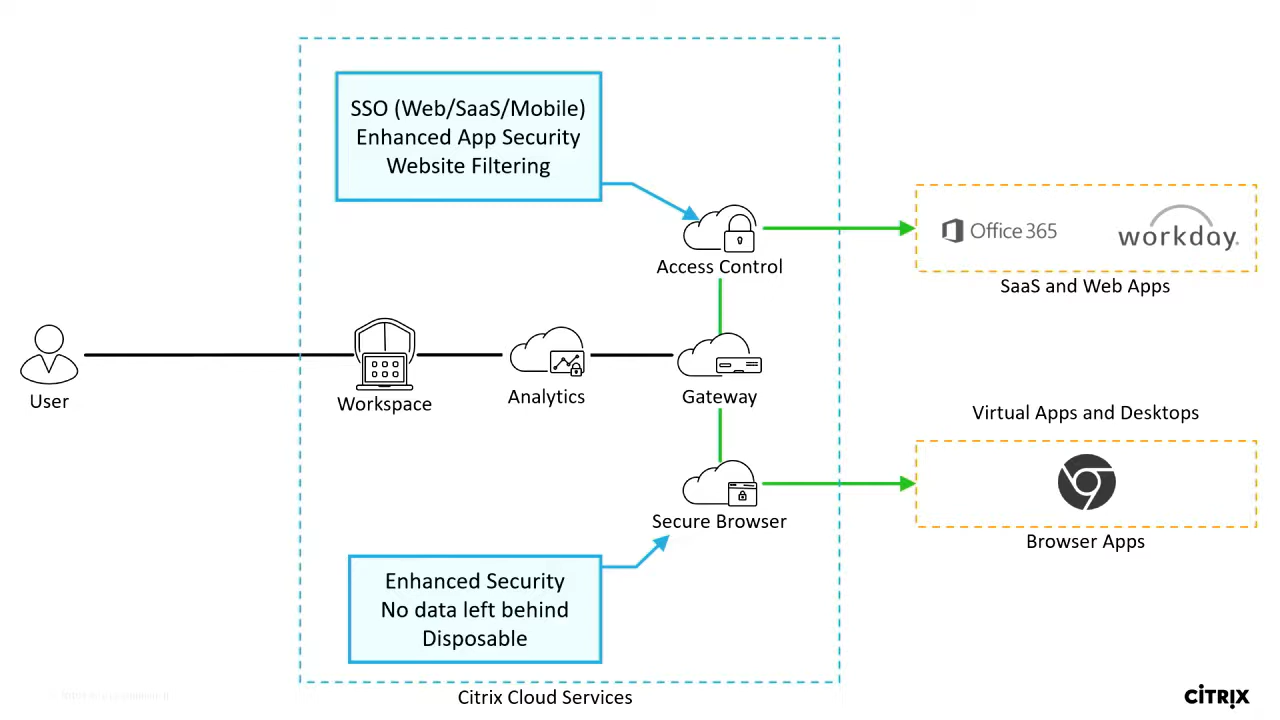 SSO (Web/SaaS/Mobile)
Enhanced App Security
Website Filtering
Access Control
Office 365
workday.
SaaS and Web Apps
User
Workspace
Analytics
Gateway
Virtual Apps and Desktops
Secure Browser
Browser Apps
Enhanced Security
No data left behind
Disposable
Citrix Cloud Services
CİTRIX